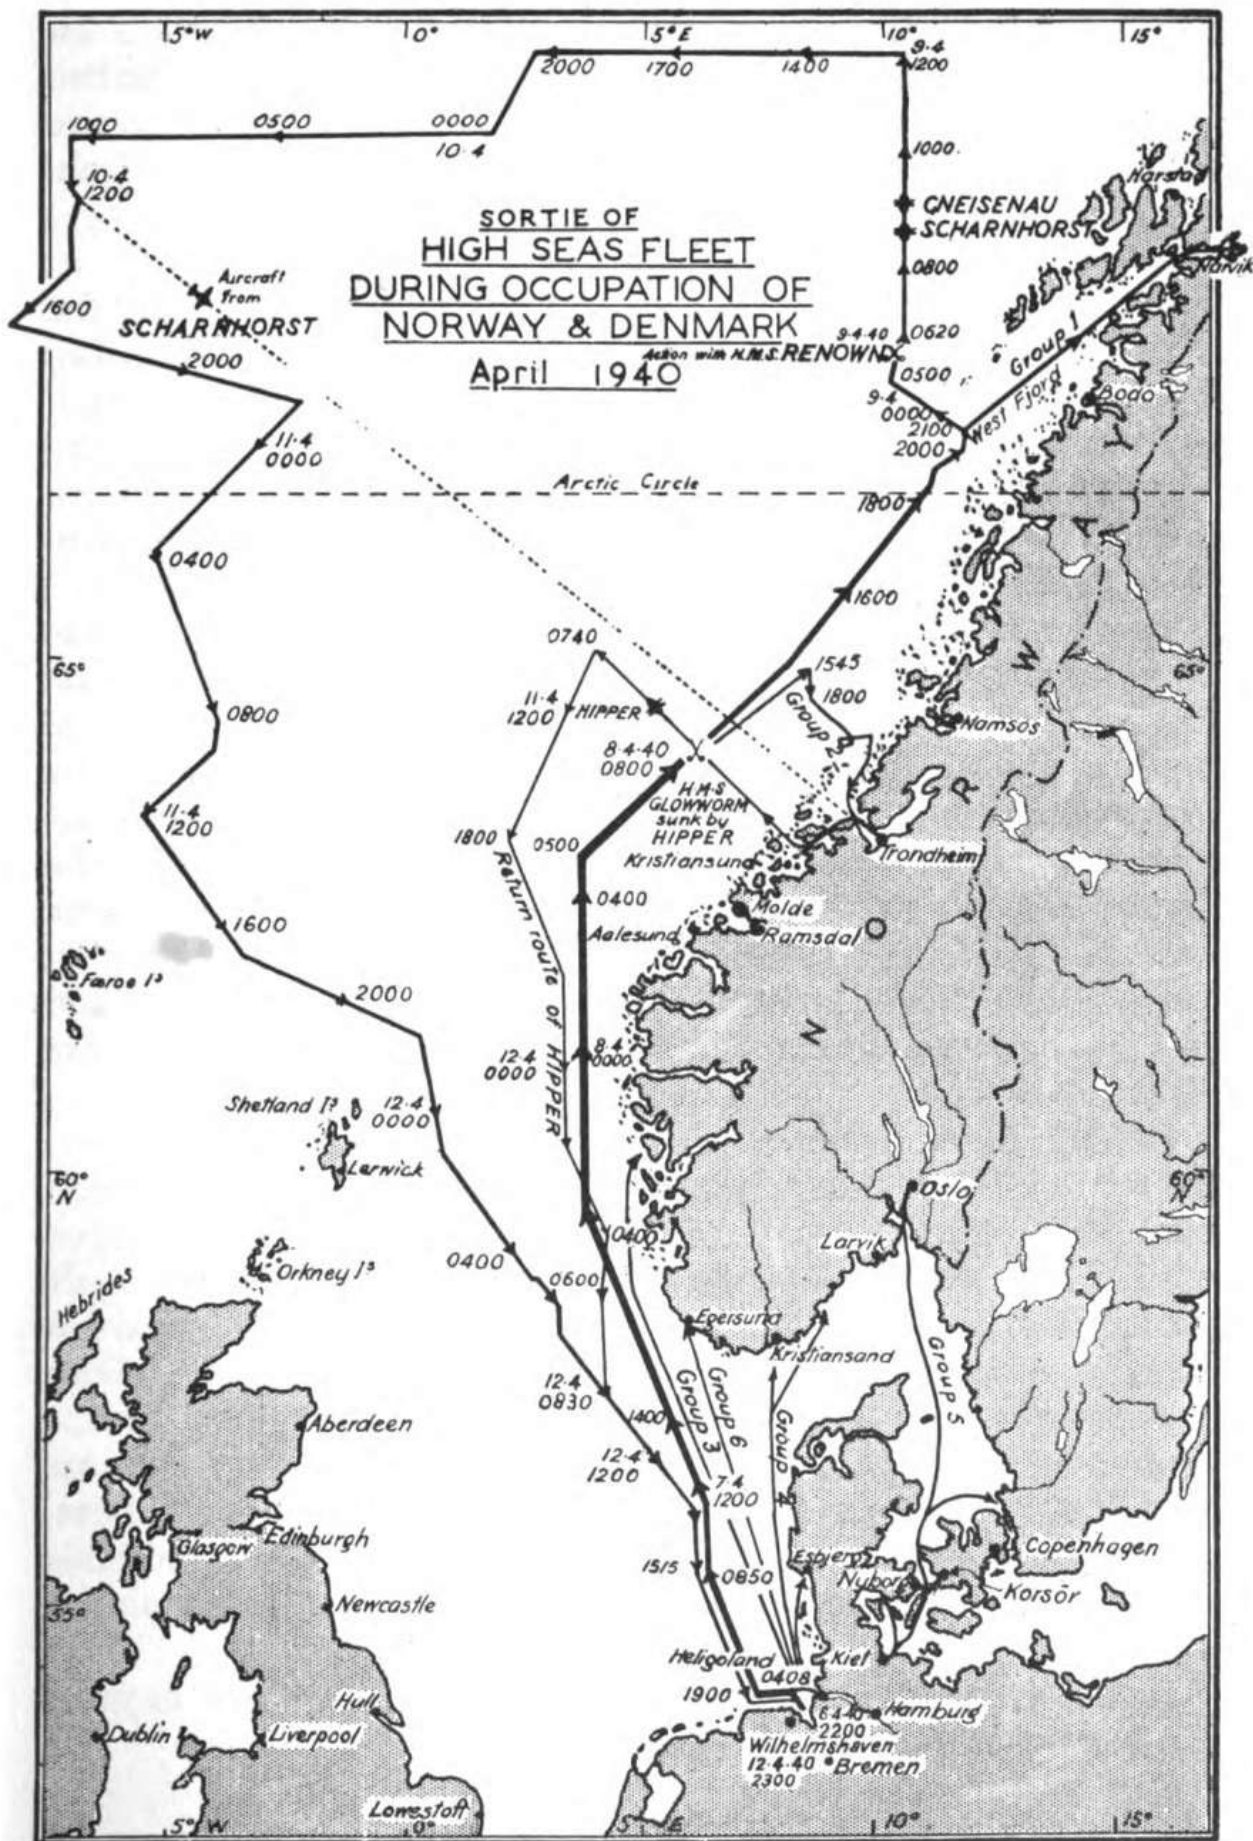 5° W
0°
5° E
10°
15°
2000
1700
1400
9·4
1200
1000
0500
0000
10·4
1000.
10·4
1200
Harstad
SORTIE OF
HIGH SEAS FLEET
DURING OCCUPATION OF
NORWAY & DENMARK
April 1940
GNEISENAU
SCHARNHORST
0800
Narvik
Aircraft
from
SCHARNHORST
1600
2000
9·4·40
0620
Action with H.M.S. RENOWN
0500
Group 1
West Fjord
Bodo
9·4
0000
2100
2000
11·4
0000
Arctic Circle
1800
0400
1600
NORWAY
0740
65°
65°
1545
1800
Group 2
11·4
1200
HIPPER
Namsos
0800
8·4·40
0800
H.M.S
GLOWWORM
sunk by
HIPPER
11·4
1200
1800
0500
Kristiansund
Trondheim
Return route of HIPPER
0400
Molde
Aalesund
Ramsdal
1600
Faroe Is
2000
12·4
0000
8·4
0000
Shetland Is
12·4
0000
Lerwick
60°
N
60°
Oslo
0400
Larvik
Orkney Is
0400
0600
Hebrides
Egersund
Kristiansand
Group 5
12·4
0830
1400
Group 3
Group 6
Group 4
Aberdeen
12·4
1200
7·4
1200
Edinburgh
Glasgow
Copenhagen
Esbjerg
1515
0850
Nyborg
Korsör
55°
Newcastle
Heligoland
0408
Kiel
1900
Hull
6·4·40
2200
Hamburg
Dublin
Liverpool
Wilhelmshaven
12·4·40
2300
Bremen
Lowestoft
5° W
0°
5 E
10°
15°